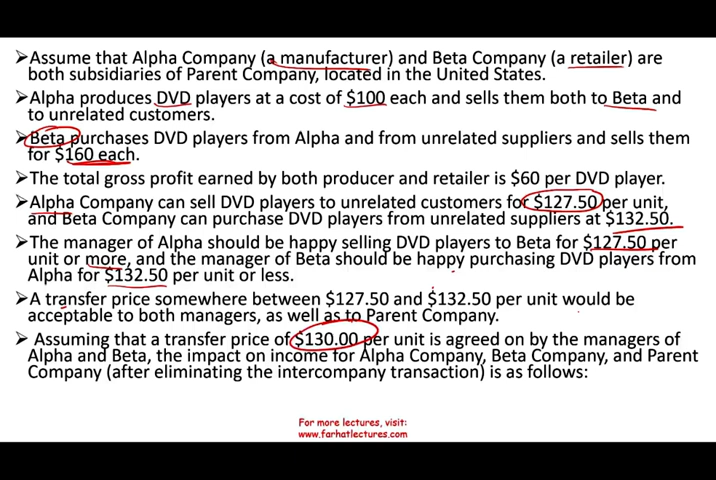 ➢Assume that Alpha Company (a manufacturer) and Beta Company (a retailer) are
both subsidiaries of Parent Company, located in the United States.
➢Alpha produces DVD players at a cost of $100 each and sells them both to Beta and
to unrelated customers.
➢Beta purchases DVD players from Alpha and from unrelated suppliers and sells them
for $160 each.
➢The total gross profit earned by both producer and retailer is $60 per DVD player.
➢Alpha Company can sell DVD players to unrelated customers for $127.50 per unit,
and Beta Company can purchase DVD players from unrelated suppliers at $132.50.
➢The manager of Alpha should be happy selling DVD players to Beta for $127.50 per
unit or more, and the manager of Beta should be happy purchasing DVD players from
Alpha for $132.50 per unit or less.
➢A transfer price somewhere between $127.50 and $132.50 per unit would be
acceptable to both managers, as well as to Parent Company.
➢ Assuming that a transfer price of $130.00 per unit is agreed on by the managers of
Alpha and Beta, the impact on income for Alpha Company, Beta Company, and Parent
Company (after eliminating the intercompany transaction) is as follows:
For more lectures, visit:
www.farhatlectures.com